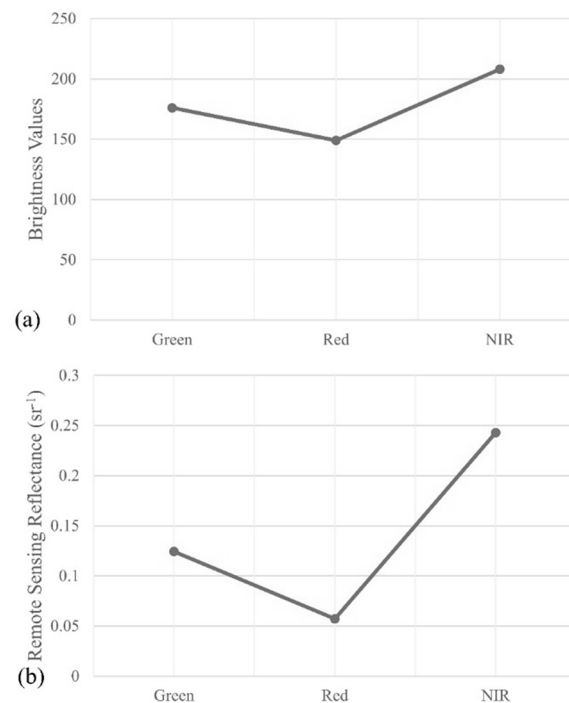 250
200
150
100
50
0
Brightness Values
(a)
Green Red NIR
0.3
0.25
0.2
0.15
0.1
0.05
0
Remote Sensing Reflectance (sr⁻¹)
(b)
Green Red NIR